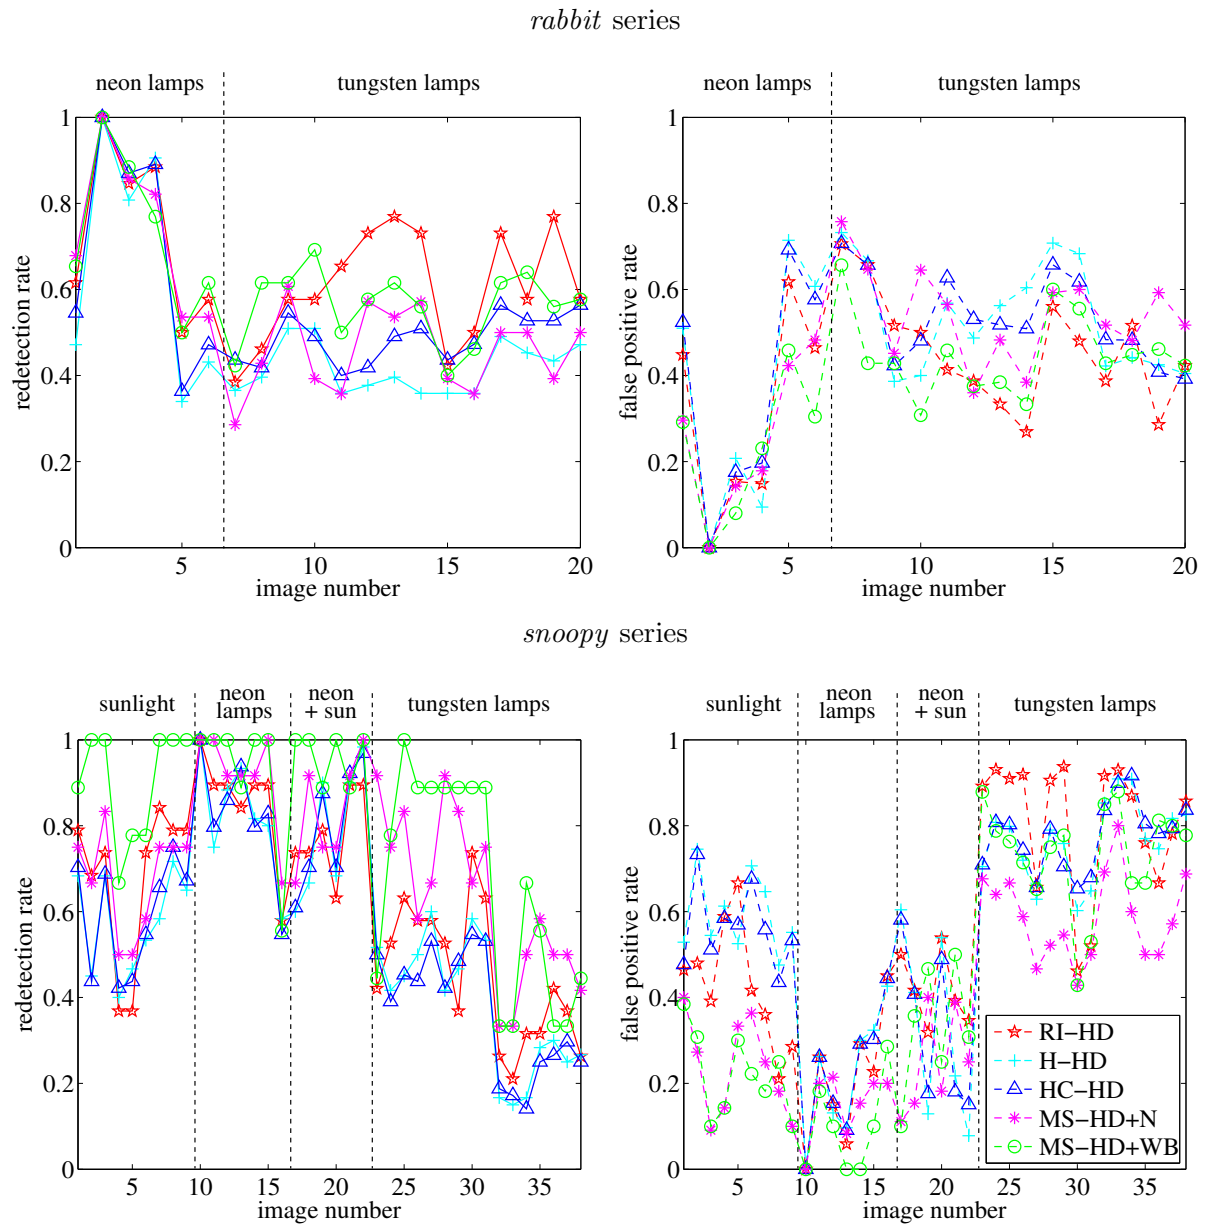 rabbit series
neon lamps
tungsten lamps
1
0.8
0.6
0.4
0.2
0
5
10
15
20
redetection rate
image number
neon lamps
tungsten lamps
1
0.8
0.6
0.4
0.2
0
5
10
15
20
false positive rate
image number
snoopy series
sunlight
neon
lamps
neon
+ sun
tungsten lamps
1
0.8
0.6
0.4
0.2
0
5
10
15
20
25
30
35
redetection rate
image number
sunlight
neon
lamps
neon
+ sun
tungsten lamps
1
0.8
0.6
0.4
0.2
0
5
10
15
20
25
30
35
false positive rate
image number
RI−HD
H−HD
HC−HD
MS−HD+N
MS−HD+WB